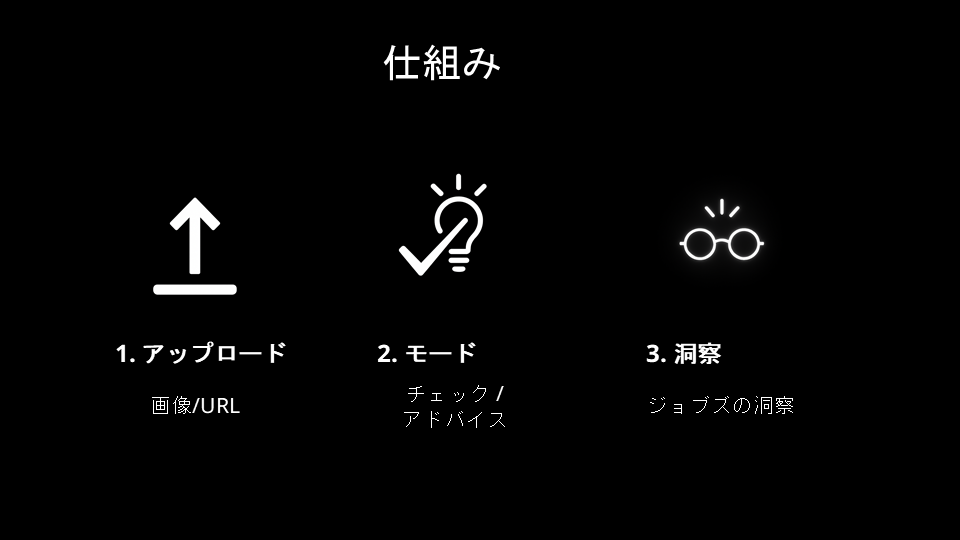 仕組み
1. アップロード
画像/URL
2. モード
チェック /
アドバイス
3. 洞察
ジョブズの洞察